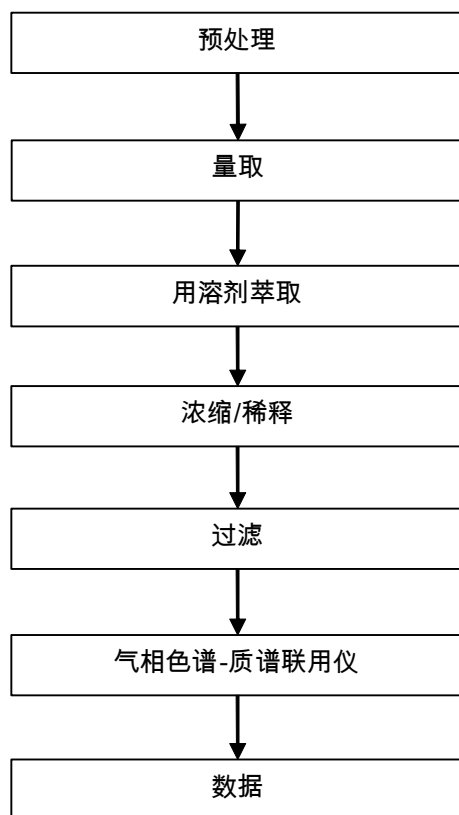 预处理
量取
用溶剂萃取
浓缩/稀释
过滤
气相色谱-质谱联用仪
数据